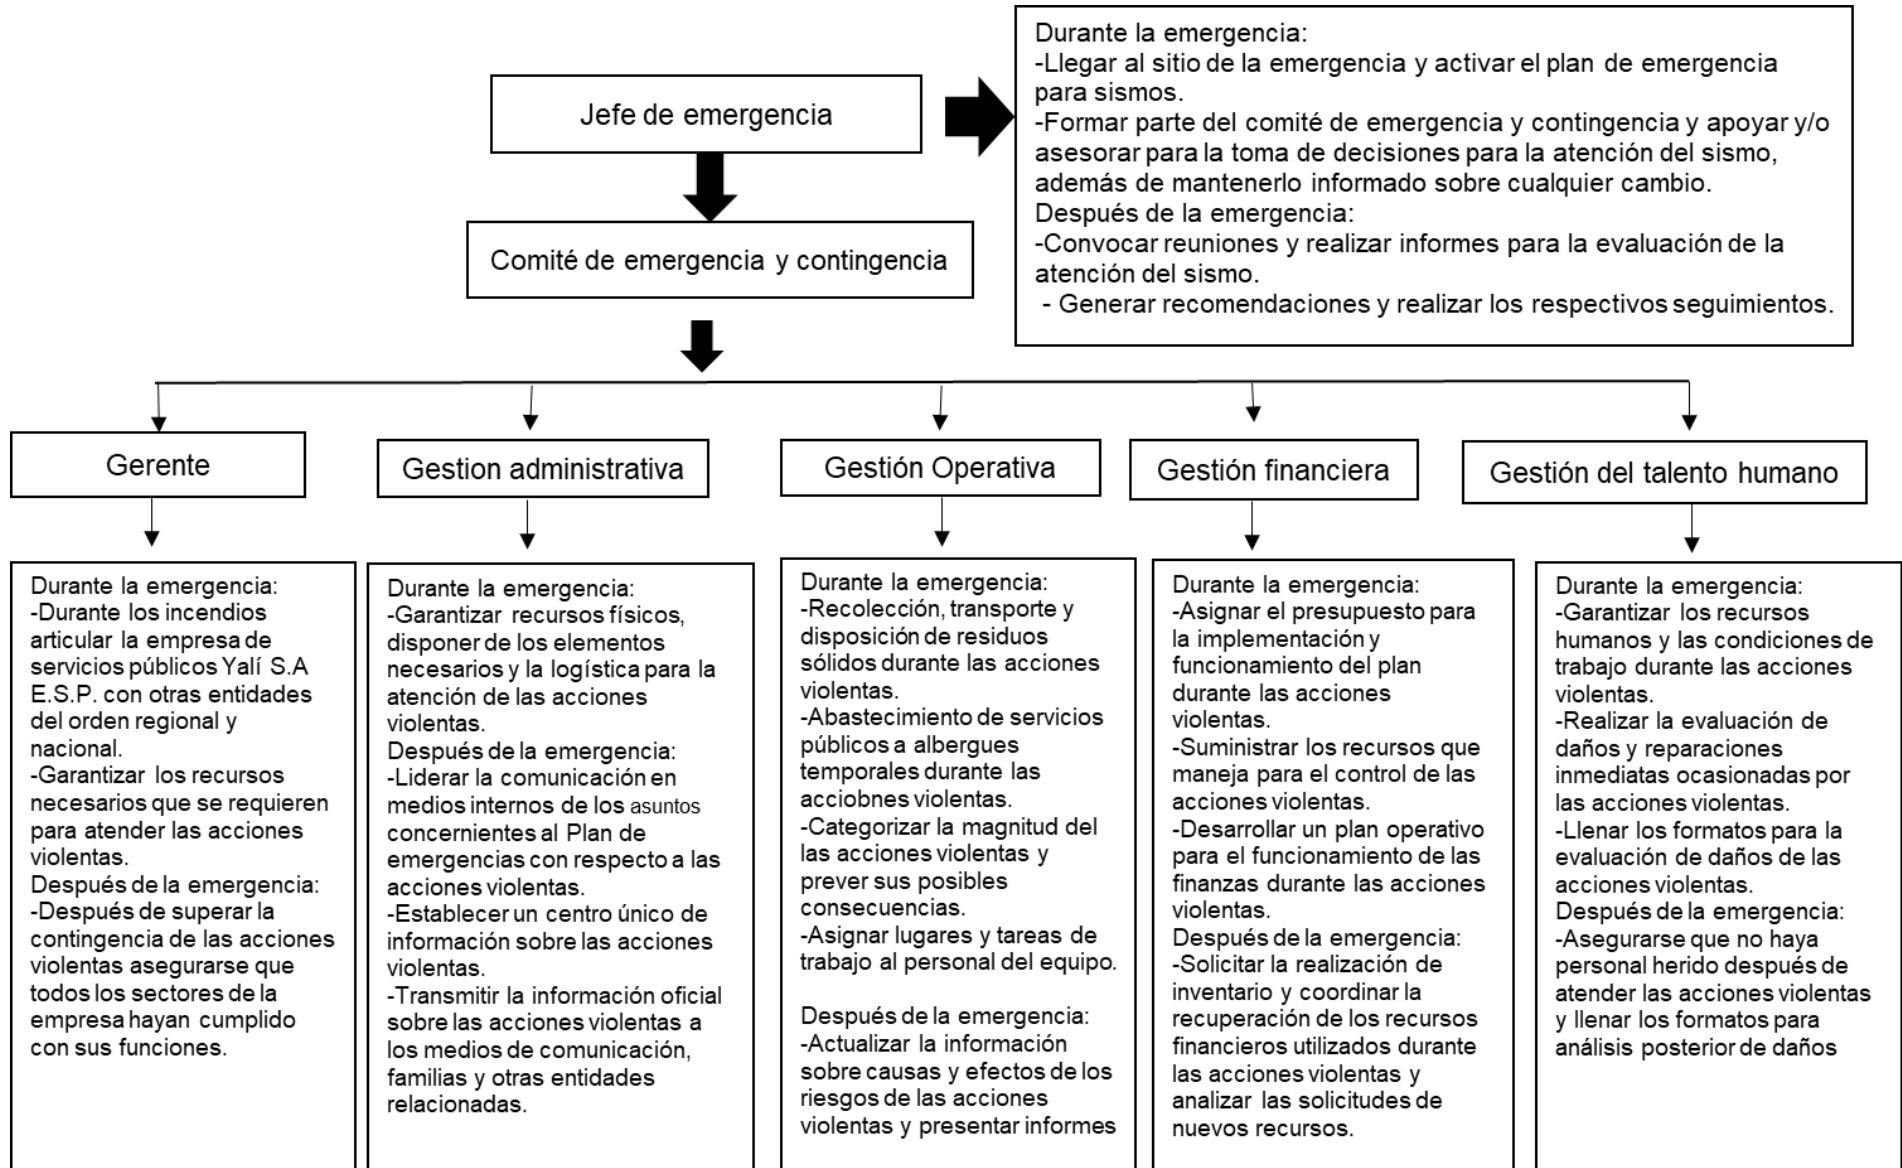 Jefe de emergencia
Durante la emergencia:
-Llegar al sitio de la emergencia y activar el plan de emergencia
para sismos.
-Formar parte del comité de emergencia y contingencia y apoyar y/o
asesorar para la toma de decisiones para la atención del sismo,
además de mantenerlo informado sobre cualquier cambio.
Después de la emergencia:
-Convocar reuniones y realizar informes para la evaluación de la
atención del sismo.
- Generar recomendaciones y realizar los respectivos seguimientos.
Comité de emergencia y contingencia
Gerente
Gestion administrativa
Gestión Operativa
Gestión financiera
Gestión del talento humano
Durante la emergencia:
-Durante los incendios
articular la empresa de
servicios públicos Yalí S.A
E.S.P. con otras entidades
del orden regional y
nacional.
-Garantizar los recursos
necesarios que se requieren
para atender las acciones
violentas.
Después de la emergencia:
-Después de superar la
contingencia de las acciones
violentas asegurarse que
todos los sectores de la
empresa hayan cumplido
con sus funciones.
Durante la emergencia:
-Garantizar recursos físicos,
disponer de los elementos
necesarios y la logística para la
atención de las acciones
violentas.
Después de la emergencia:
-Liderar la comunicación en
medios internos de los asuntos
concernientes al Plan de
emergencias con respecto a las
acciones violentas.
-Establecer un centro único de
información sobre las acciones
violentas.
-Transmitir la información oficial
sobre las acciones violentas a
los medios de comunicación,
familias y otras entidades
relacionadas.
Durante la emergencia:
-Recolección, transporte y
disposición de residuos
sólidos durante las acciones
violentas.
-Abastecimiento de servicios
públicos a albergues
temporales durante las
acciobnes violentas.
-Categorizar la magnitud del
las acciones violentas y
prever sus posibles
consecuencias.
-Asignar lugares y tareas de
trabajo al personal del equipo.
Después de la emergencia:
-Actualizar la información
sobre causas y efectos de los
riesgos de las acciones
violentas y presentar informes
Durante la emergencia:
-Asignar el presupuesto para
la implementación y
funcionamiento del plan
durante las acciones
violentas.
-Suministrar los recursos que
maneja para el control de las
acciones violentas.
-Desarrollar un plan operativo
para el funcionamiento de las
finanzas durante las acciones
violentas.
Después de la emergencia:
-Solicitar la realización de
inventario y coordinar la
recuperación de los recursos
financieros utilizados durante
las acciones violentas y
analizar las solicitudes de
nuevos recursos.
Durante la emergencia:
-Garantizar los recursos
humanos y las condiciones de
trabajo durante las acciones
violentas.
-Realizar la evaluación de
daños y reparaciones
inmediatas ocasionadas por
las acciones violentas.
-Llenar los formatos para la
evaluación de daños de las
acciones violentas.
Después de la emergencia:
-Asegurarse que no haya
personal herido después de
atender las acciones violentas
y llenar los formatos para
análisis posterior de daños